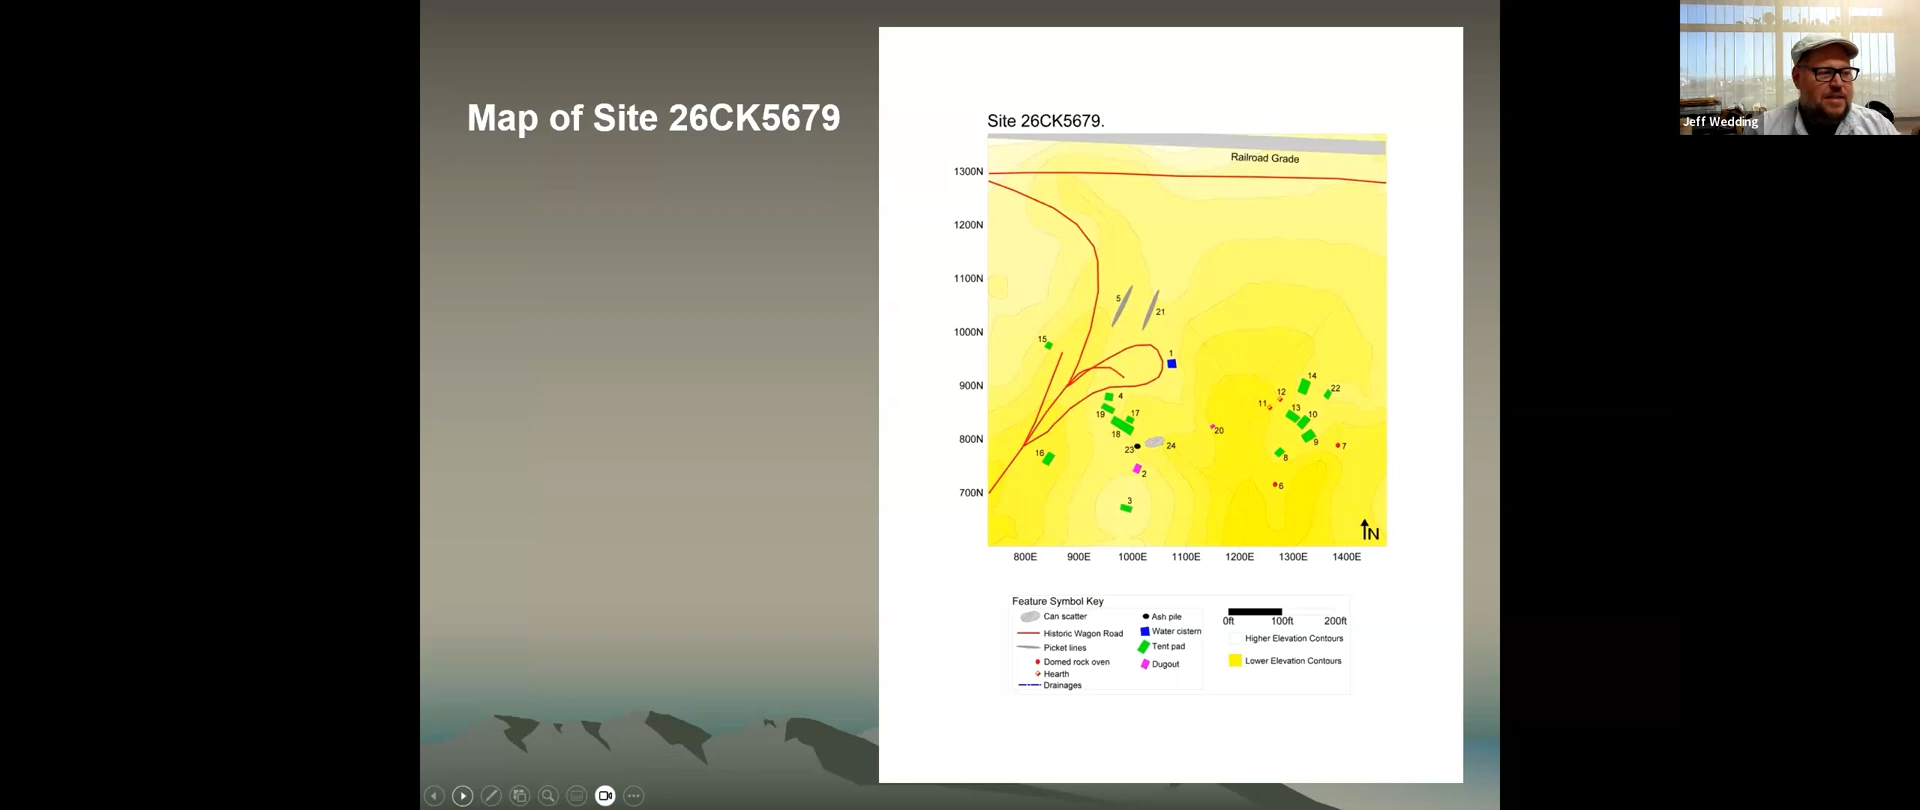 Map of Site 26CK5679
Jeff Wedding
Site 26CK5679.
Railroad Grade
1300N
1200N
1100N
1000N
900N
800N
700N
5
21
15
1
14
22
12
11
13
10
4
19
17
18
9
7
20
23
24
8
16
2
6
3
N
800E 900E 1000E 1100E 1200E 1300E 1400E
Feature Symbol Key
Can scatter
Historic Wagon Road
Picket lines
Domed rock oven
Hearth
Drainages
Ash pile
Water cistern
Tent pad
Dugout
0ft 100ft 200ft
Higher Elevation Contours
Lower Elevation Contours